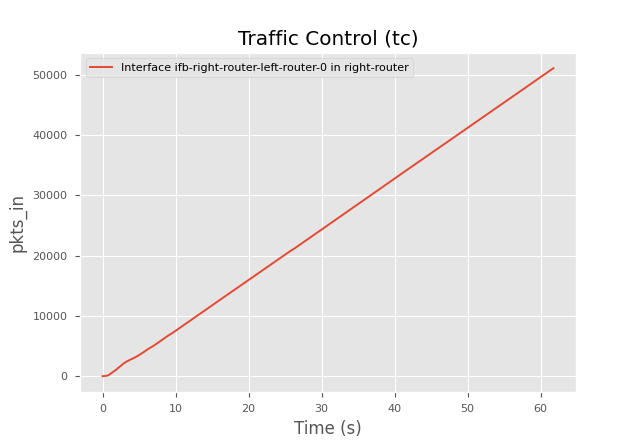 Traffic Control (tc)
Interface ifb-right-router-left-router-0 in right-router
pkts_in
50000
40000
30000
20000
10000
0
0 10 20 30 40 50 60
Time (s)